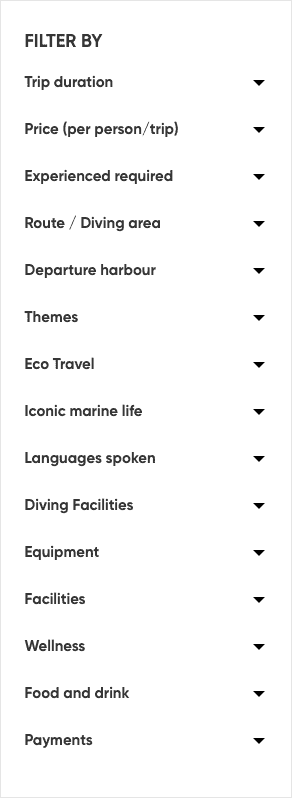 FILTER BY
Trip duration
Price (per person/trip)
Experienced required
Route / Diving area
Departure harbour
Themes
Eco Travel
Iconic marine life
Languages spoken
Diving Facilities
Equipment
Facilities
Wellness
Food and drink
Payments